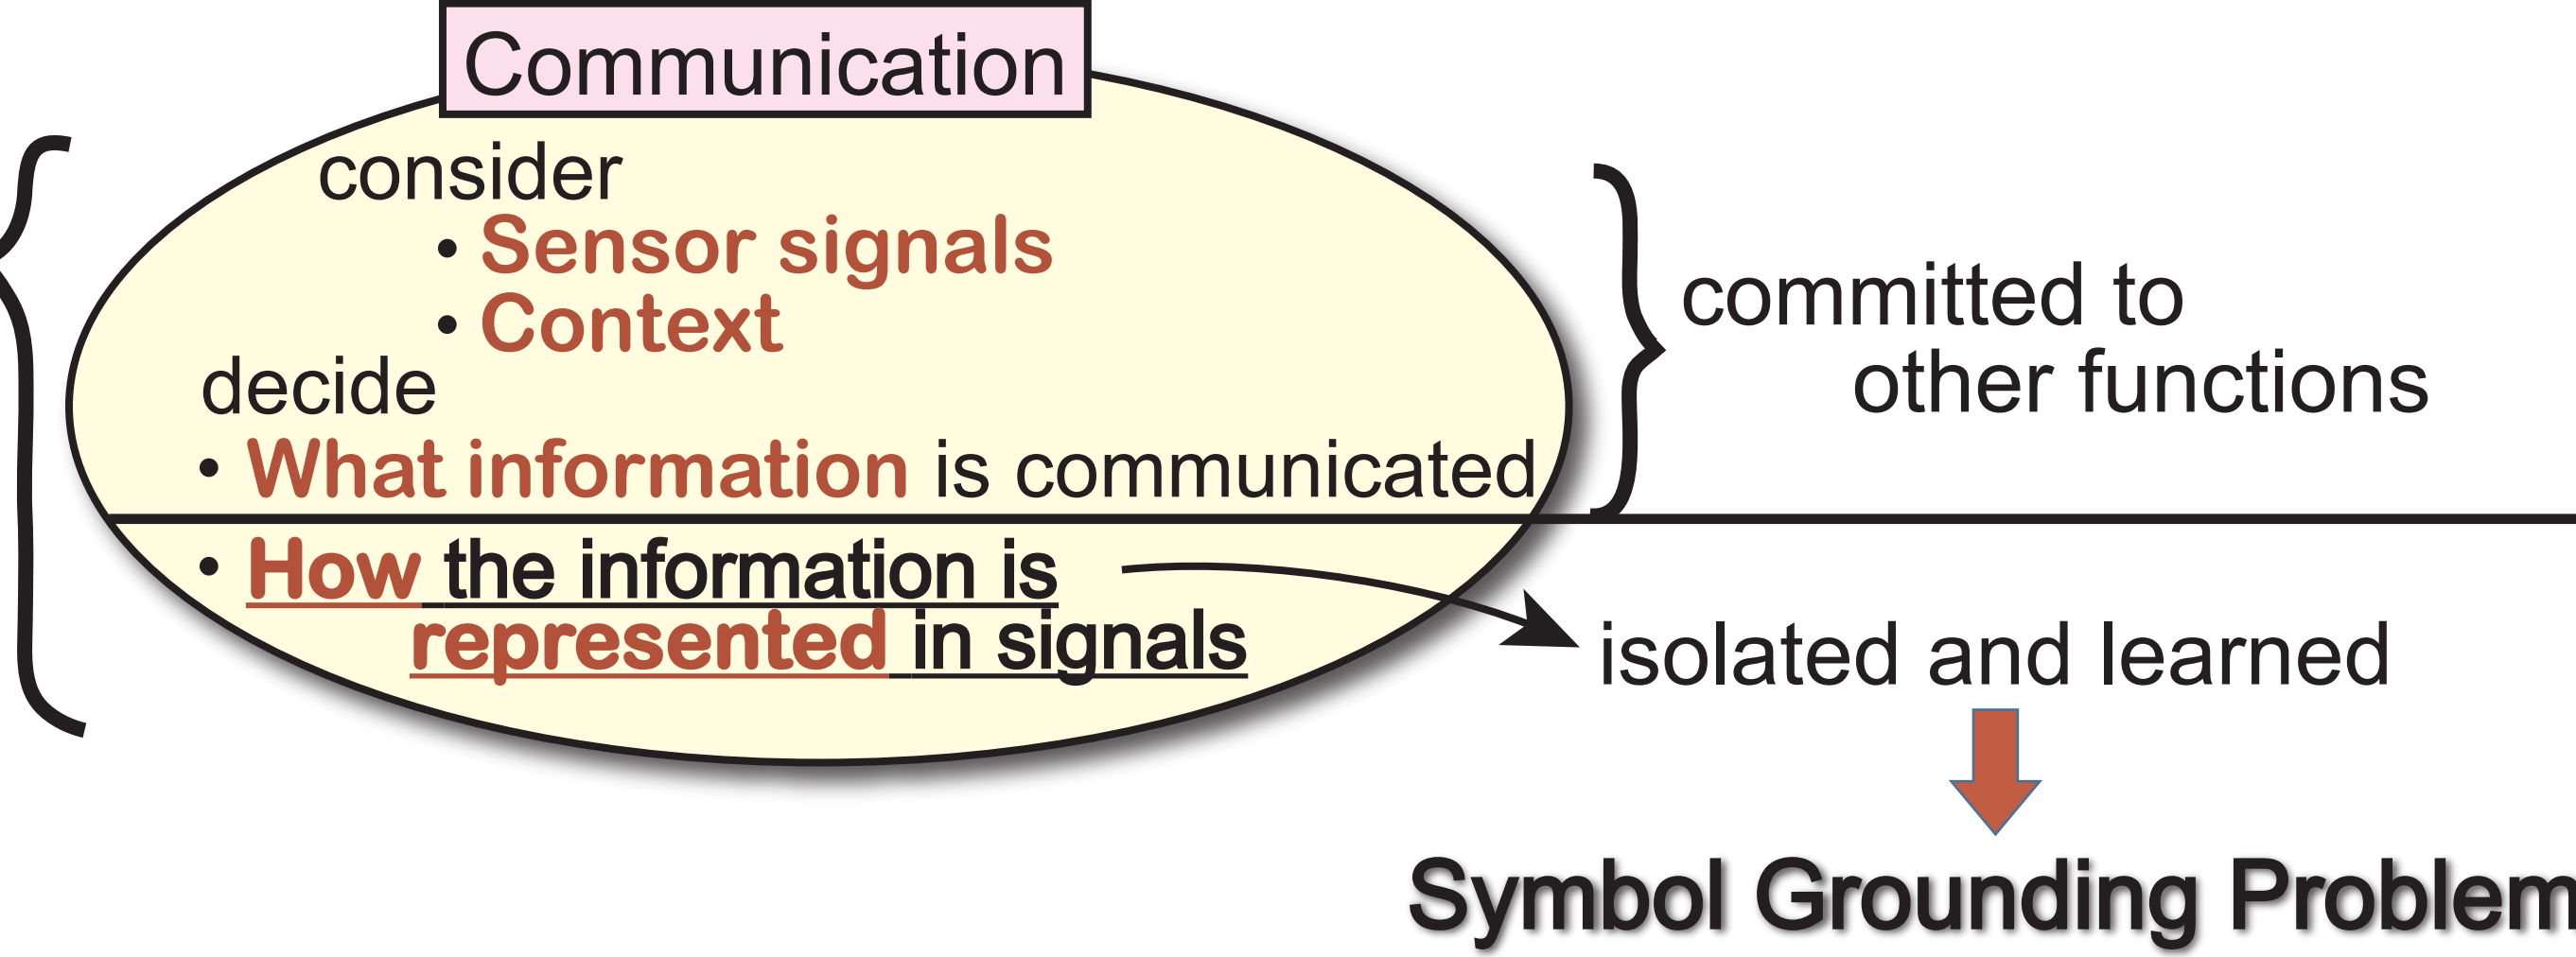 Communication
consider
• Sensor signals
• Context
decide
• What information is communicated
• How the information is
represented in signals
committed to
other functions
isolated and learned
Symbol Grounding Problem